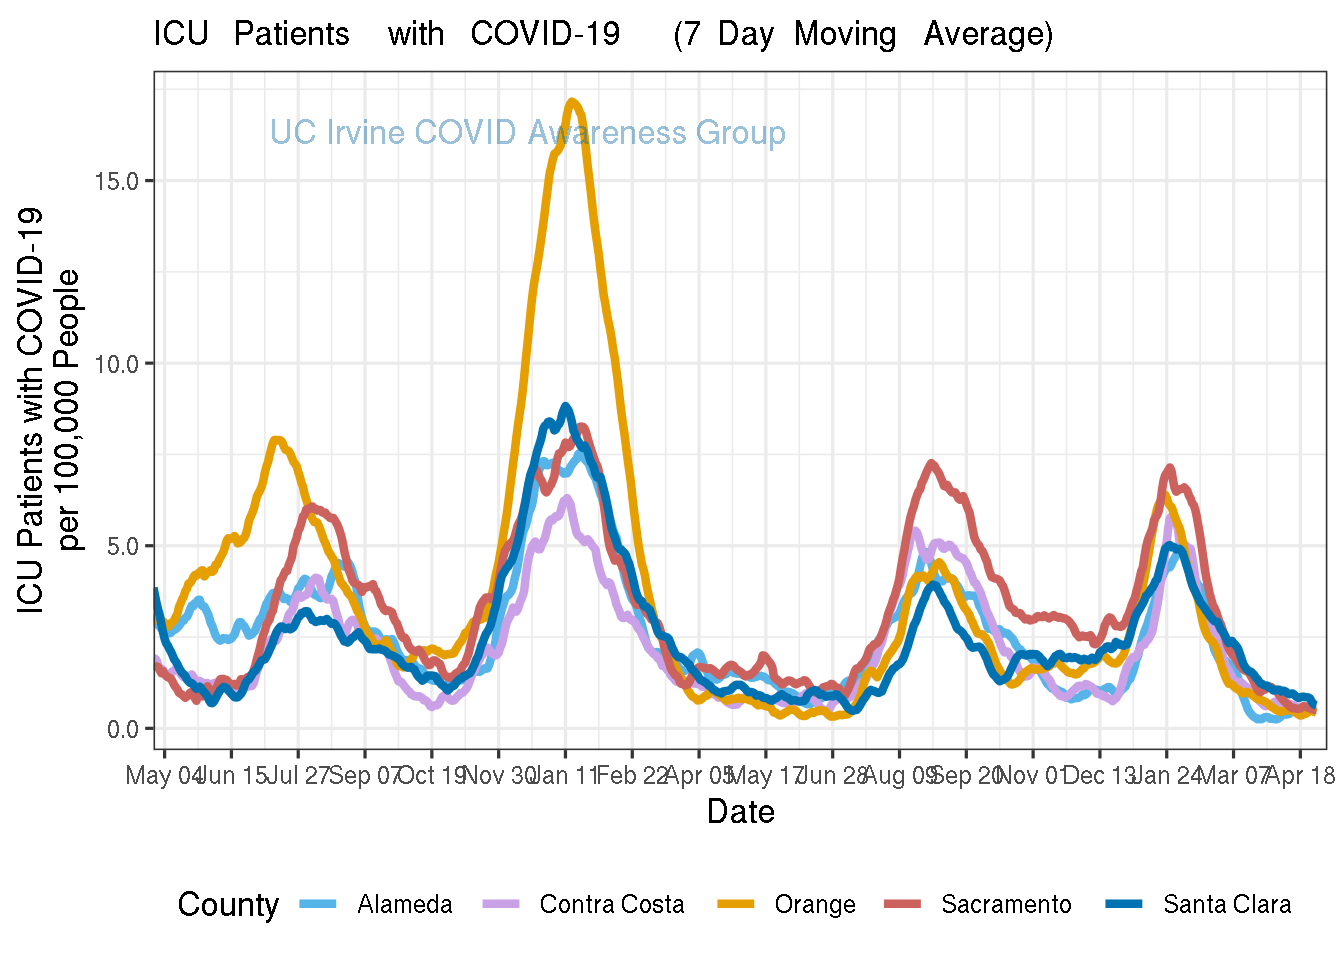 ICU Patients with COVID-19 (7 Day Moving Average)
UC Irvine COVID Awareness Group
ICU Patients with COVID-19
per 100,000 People
15.0
10.0
5.0
0.0
May 04 Jun 15 Jul 27 Sep 07 Oct 19 Nov 30 Jan 11 Feb 22 Apr 05 May 17 Jun 28 Aug 09 Sep 20 Nov 01 Dec 13 Jan 24 Mar 07 Apr 18
Date
County Alameda Contra Costa Orange Sacramento Santa Clara